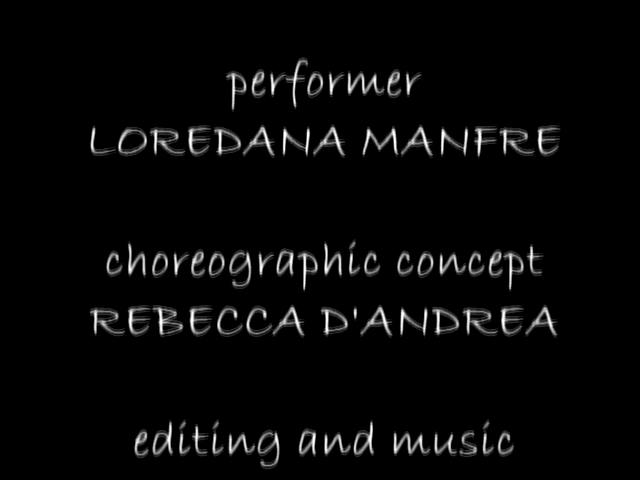 performer
LOREDANA MANFRE
choreographic concept
REBECCA D'ANDREA
editing and music